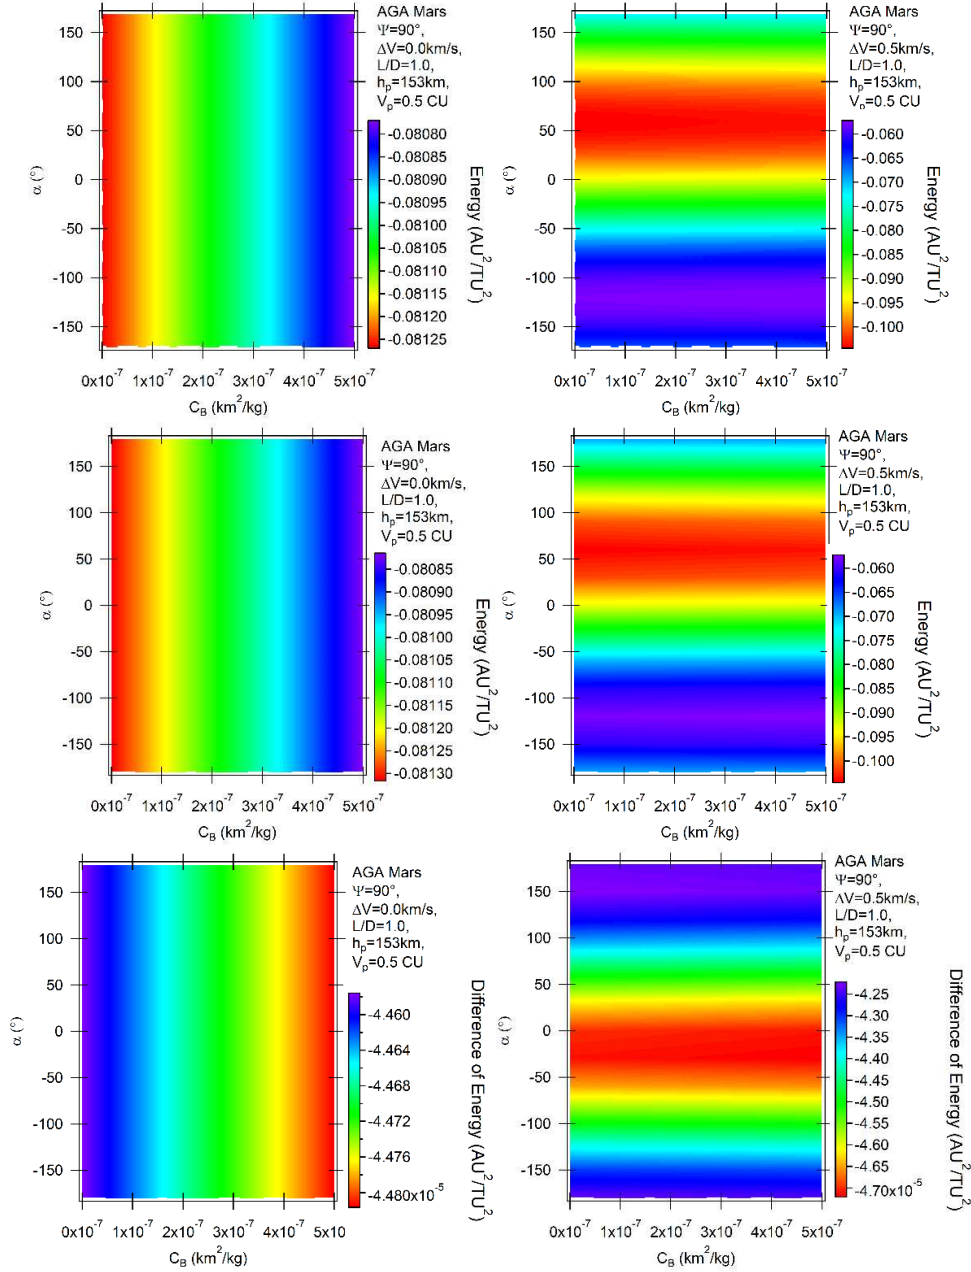 AGA Mars
Ψ=90°,
ΔV=0.0km/s,
L/D=1.0,
hp=153km,
Vp=0.5 CU
150
100
50
0
-50
-100
-150
α (°)
-0.08080
-0.08085
-0.08090
-0.08095
-0.08100
-0.08105
-0.08110
-0.08115
-0.08120
-0.08125
Energy (AU²/TU²)
0x10⁻⁷ 1x10⁻⁷ 2x10⁻⁷ 3x10⁻⁷ 4x10⁻⁷ 5x10⁻⁷
C_B (km²/kg)
AGA Mars
Ψ=90°,
ΔV=0.5km/s,
L/D=1.0,
hp=153km,
Vp=0.5 CU
150
100
50
0
-50
-100
-150
α (°)
-0.060
-0.065
-0.070
-0.075
-0.080
-0.085
-0.090
-0.095
-0.100
Energy (AU²/TU²)
0x10⁻⁷ 1x10⁻⁷ 2x10⁻⁷ 3x10⁻⁷ 4x10⁻⁷ 5x10⁻⁷
C_B (km²/kg)
AGA Mars
Ψ=90°,
ΔV=0.0km/s,
L/D=1.0,
hp=153km,
Vp=0.5 CU
150
100
50
0
-50
-100
-150
α (°)
-0.08085
-0.08090
-0.08095
-0.08100
-0.08105
-0.08110
-0.08115
-0.08120
-0.08125
-0.08130
Energy (AU²/TU²)
0x10⁻⁷ 1x10⁻⁷ 2x10⁻⁷ 3x10⁻⁷ 4x10⁻⁷ 5x10⁻⁷
C_B (km²/kg)
AGA Mars
Ψ=90°,
ΔV=0.5km/s,
L/D=1.0,
hp=153km,
Vp=0.5 CU
150
100
50
0
-50
-100
-150
α (°)
-0.060
-0.065
-0.070
-0.075
-0.080
-0.085
-0.090
-0.095
-0.100
Energy (AU²/TU²)
0x10⁻⁷ 1x10⁻⁷ 2x10⁻⁷ 3x10⁻⁷ 4x10⁻⁷ 5x10⁻⁷
C_B (km²/kg)
AGA Mars
Ψ=90°,
ΔV=0.0km/s,
L/D=1.0,
hp=153km,
Vp=0.5 CU
150
100
50
0
-50
-100
-150
α (°)
-4.460
-4.464
-4.468
-4.472
-4.476
-4.480x10⁻⁵
Difference of Energy (AU²/TU²)
0x10⁻⁷ 1x10⁻⁷ 2x10⁻⁷ 3x10⁻⁷ 4x10⁻⁷ 5x10⁻⁷
C_B (km²/kg)
AGA Mars
Ψ=90°,
ΔV=0.5km/s,
L/D=1.0,
hp=153km,
Vp=0.5 CU
150
100
50
0
-50
-100
-150
α (°)
-4.25
-4.30
-4.35
-4.40
-4.45
-4.50
-4.55
-4.60
-4.65
-4.70x10⁻⁵
Difference of Energy (AU²/TU²)
0x10⁻⁷ 1x10⁻⁷ 2x10⁻⁷ 3x10⁻⁷ 4x10⁻⁷ 5x10⁻⁷
C_B (km²/kg)